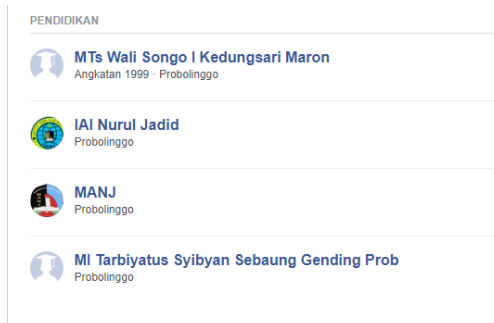 PENDIDIKAN
MTs Wali Songo I Kedungsari Maron
Angkatan 1999 · Probolinggo
IAI Nurul Jadid
Probolinggo
MANJ
Probolinggo
MI Tarbiyatus Syibyan Sebaung Gending Prob
Probolinggo